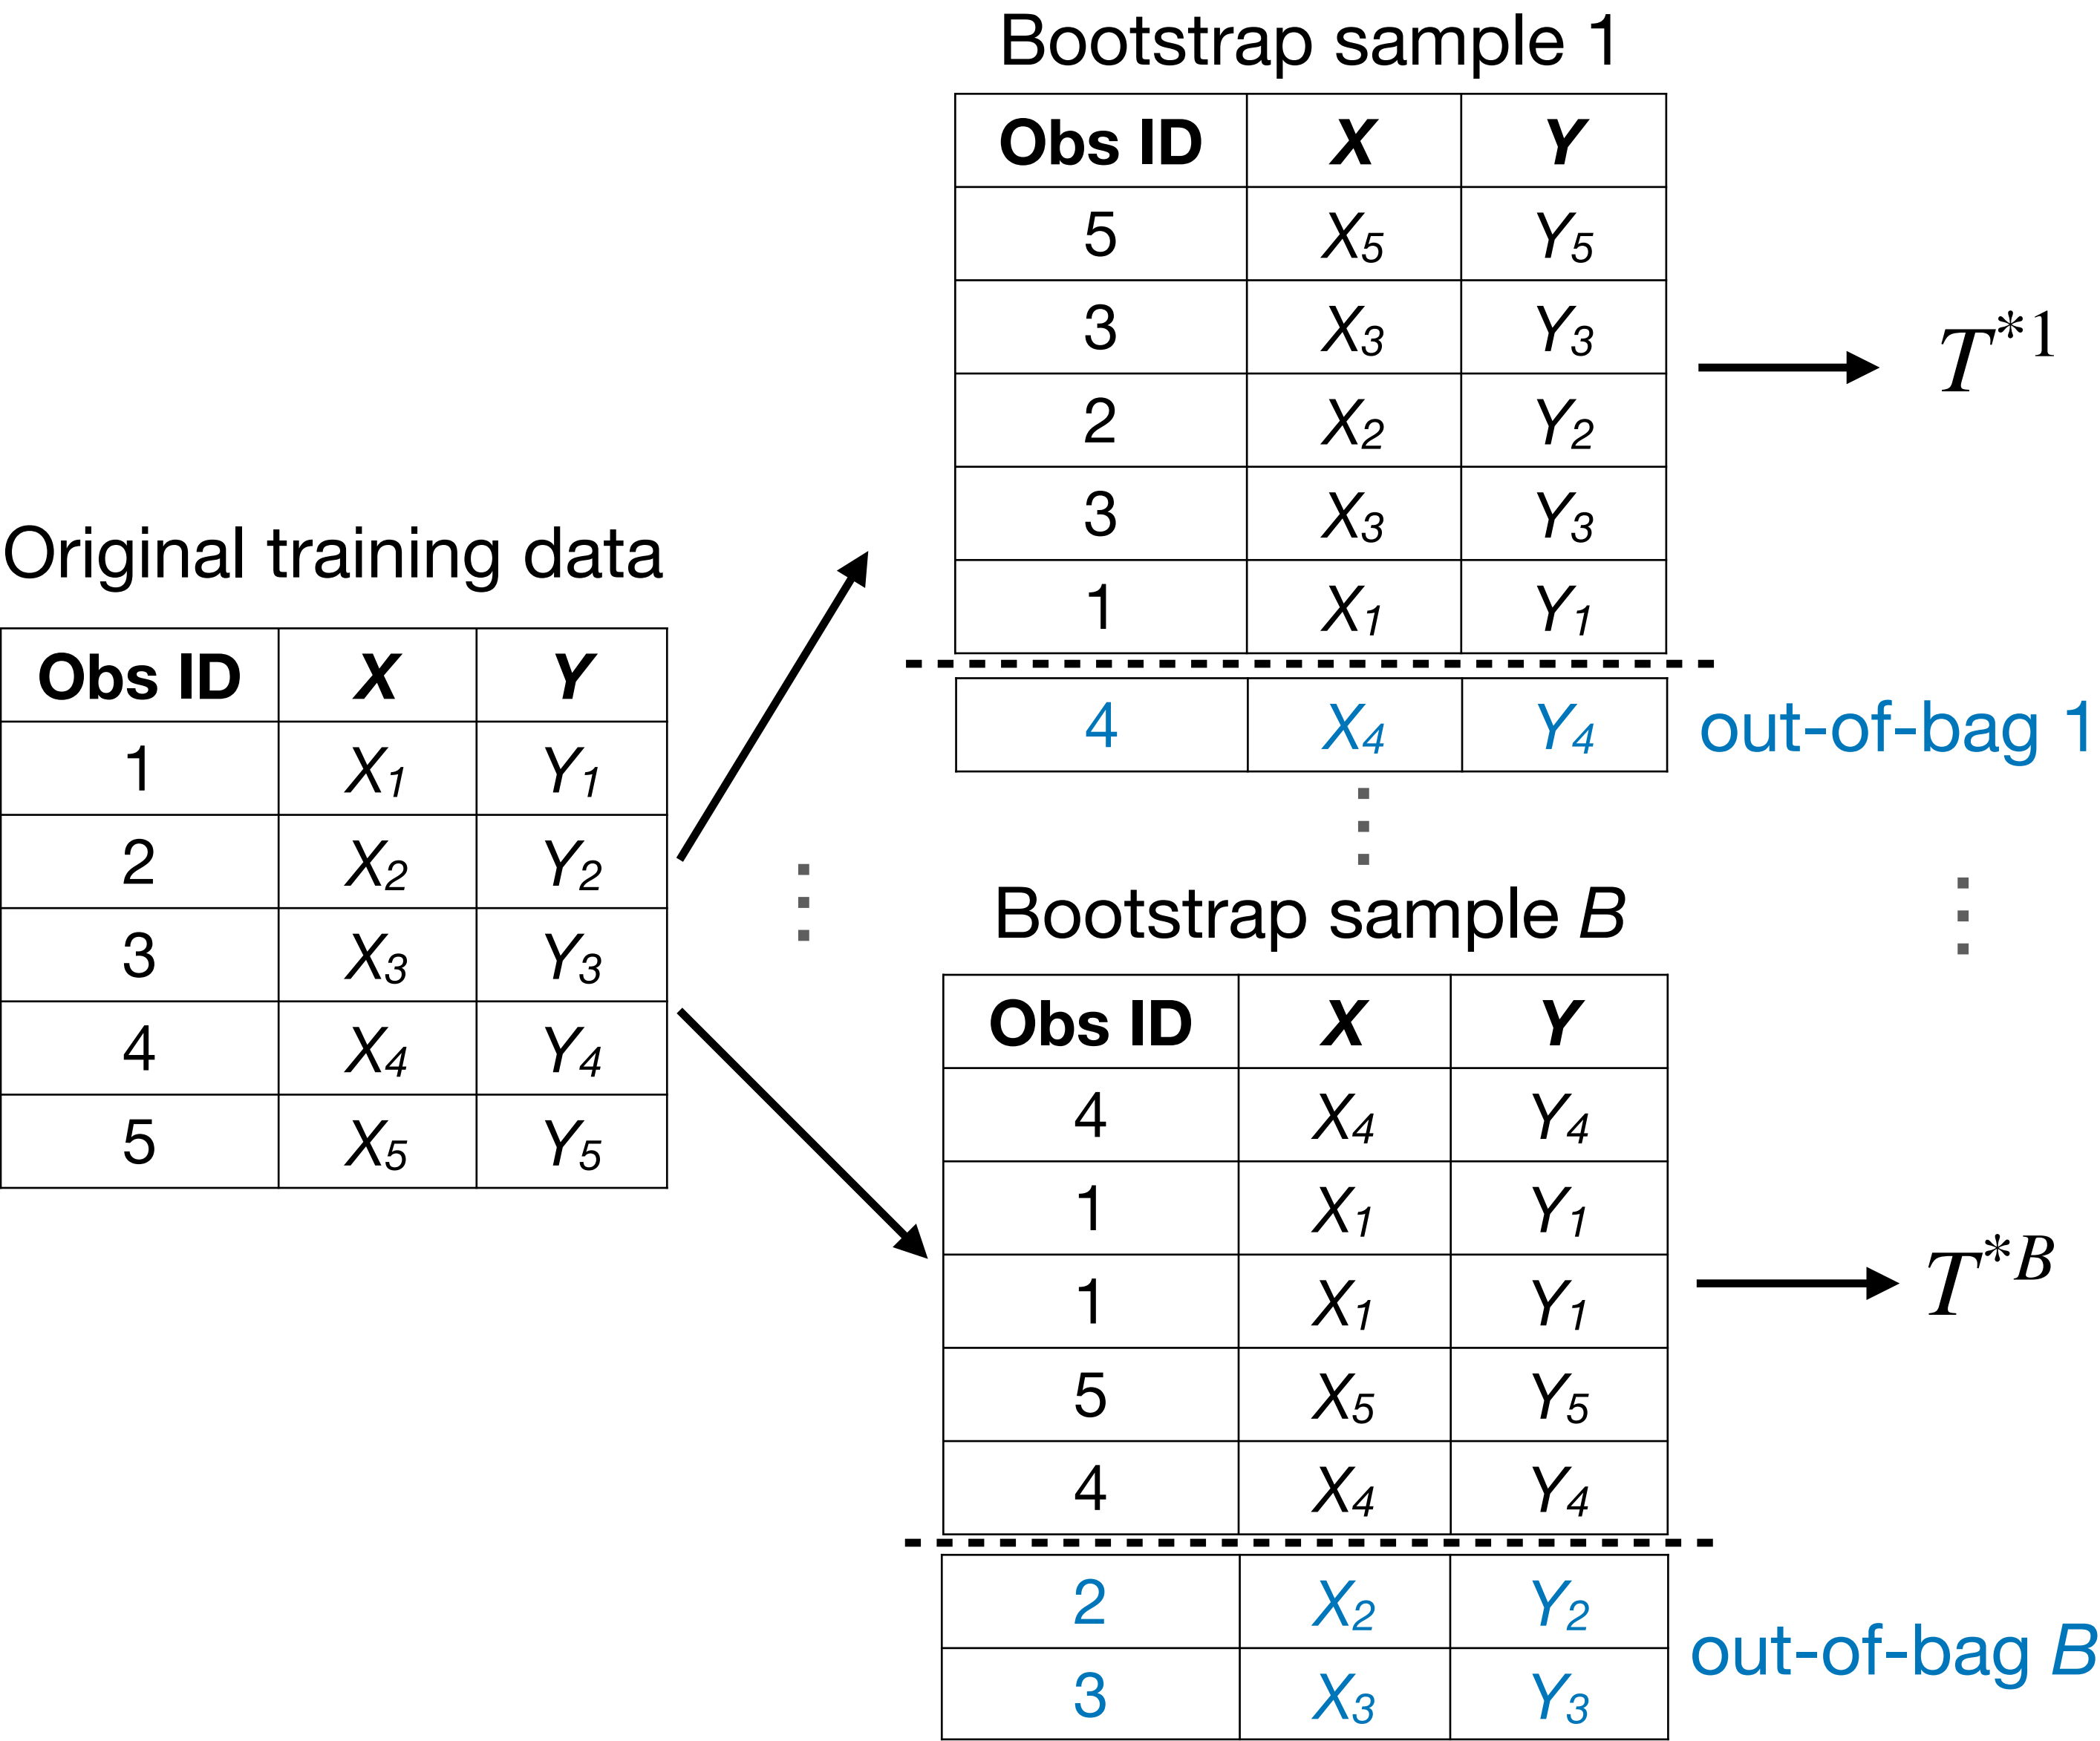 Original training data
Obs ID X Y
1 X1 Y1
2 X2 Y2
3 X3 Y3
4 X4 Y4
5 X5 Y5
Bootstrap sample 1
Obs ID X Y
5 X5 Y5
3 X3 Y3
2 X2 Y2
3 X3 Y3
1 X1 Y1
4 X4 Y4 out-of-bag 1
T*1
Bootstrap sample B
Obs ID X Y
4 X4 Y4
1 X1 Y1
1 X1 Y1
5 X5 Y5
4 X4 Y4
2 X2 Y2
3 X3 Y3
out-of-bag B
T*B